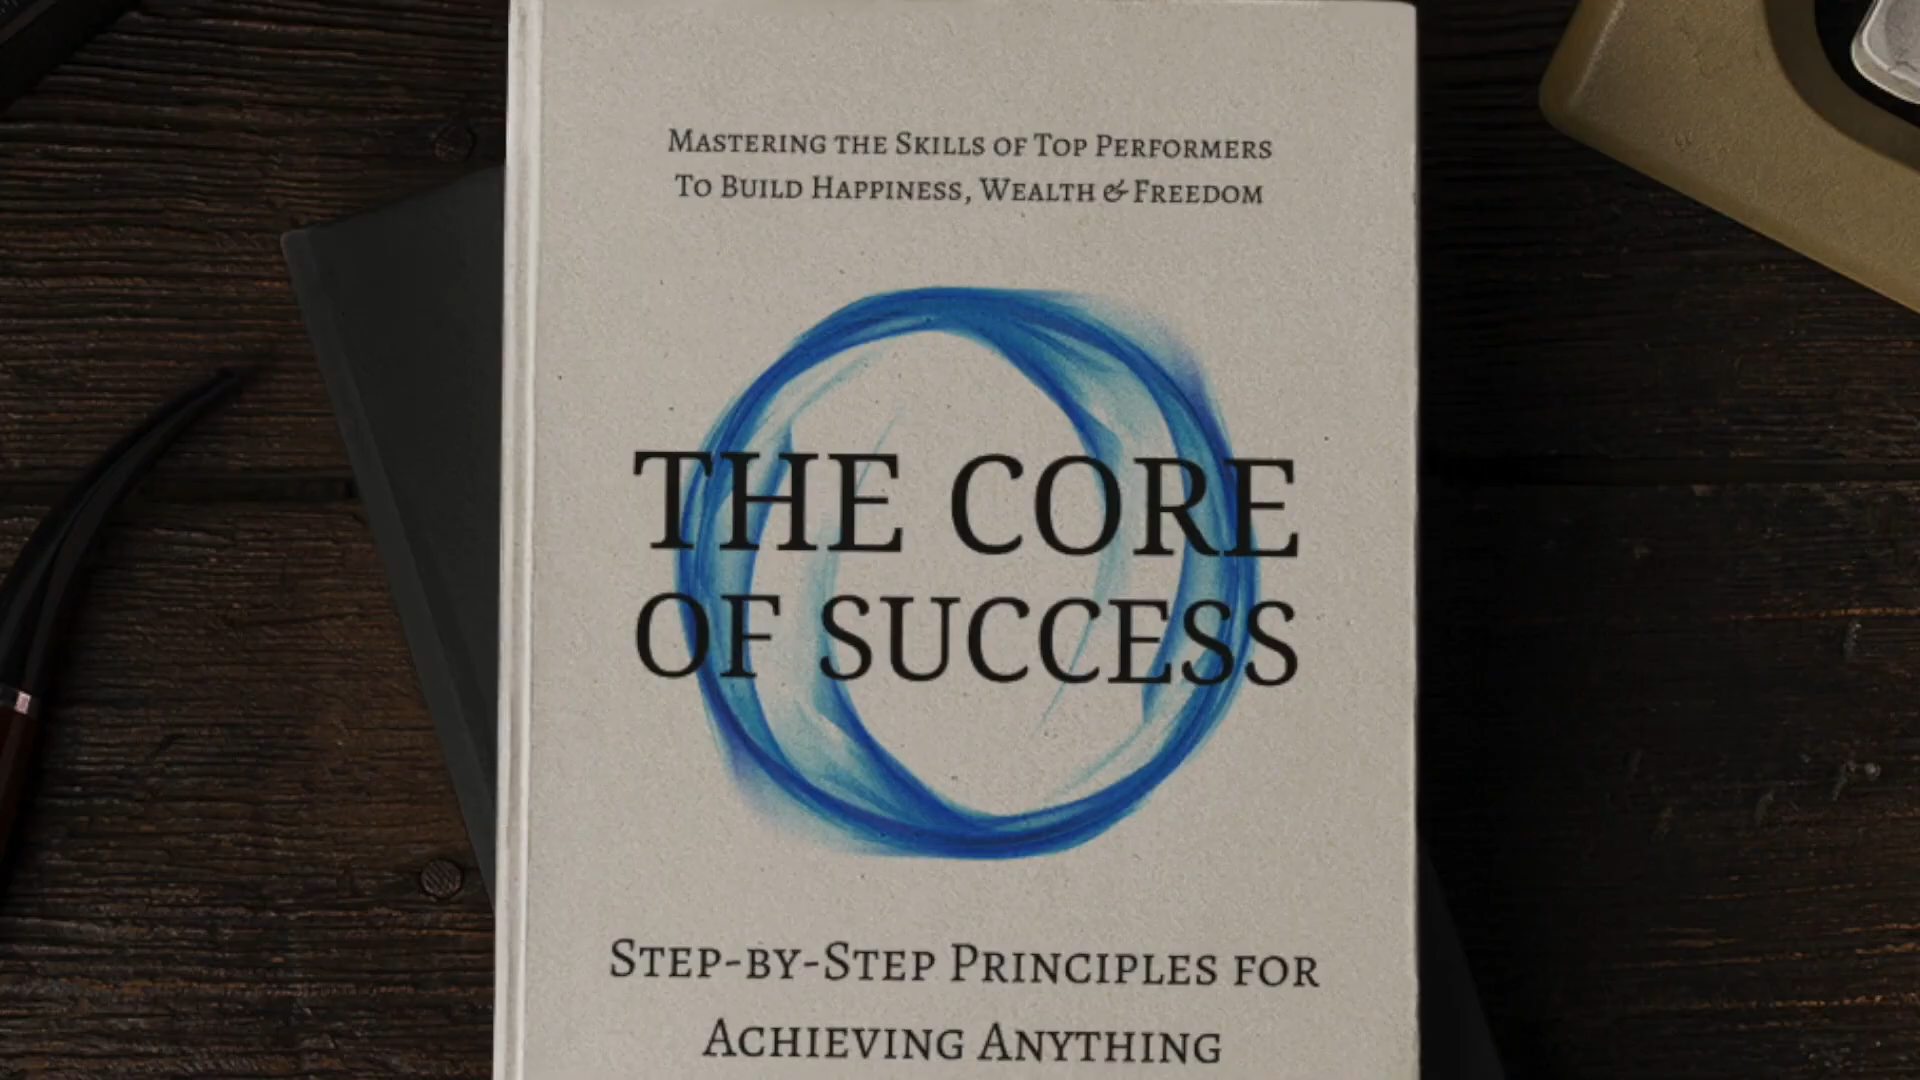 Mastering the Skills of Top Performers
To Build Happiness, Wealth & Freedom
THE CORE
OF SUCCESS
Step-by-Step Principles for
Achieving Anything